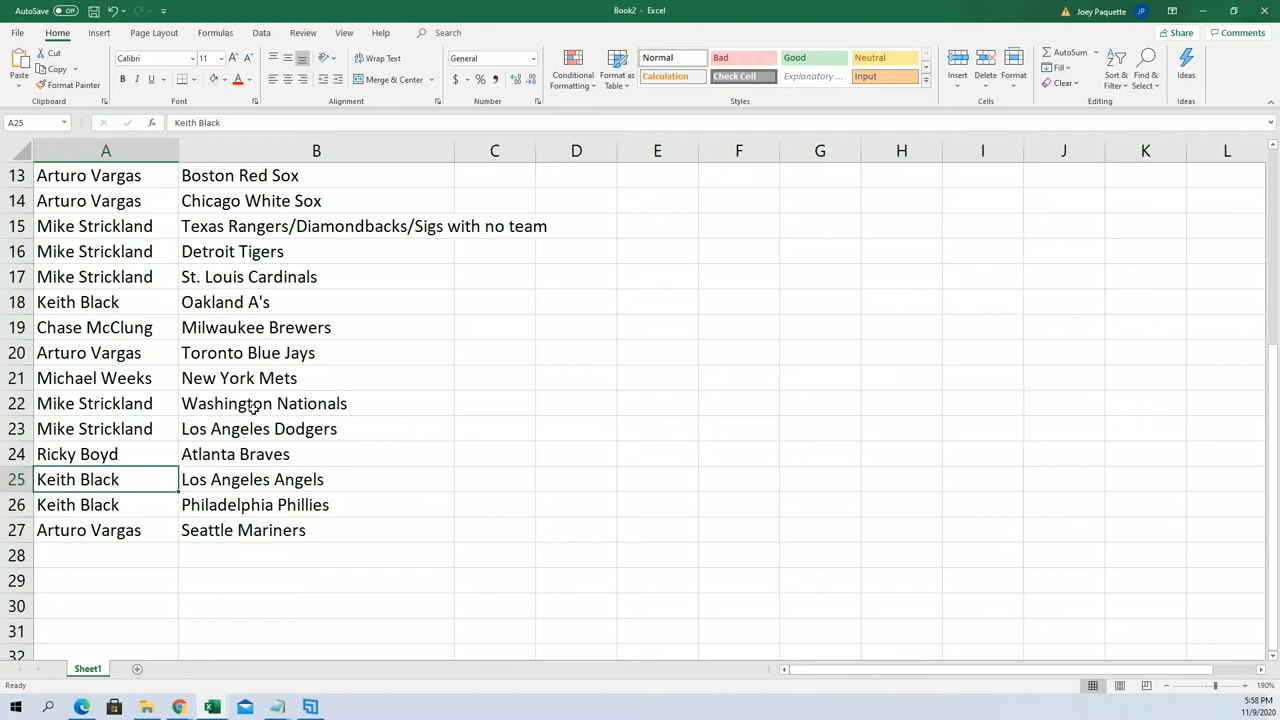 AutoSave Off Book2 - Excel Joey Paquette JP
File Home Insert Page Layout Formulas Data Review View Help Search Share Comments
Paste Cut Copy Format Painter Clipboard
Calibri 11 B I U A A A Font
Wrap Text Merge & Center Alignment
General $ % , Number
Conditional Formatting Format as Table Normal Bad Good Neutral Calculation Check Cell Explanatory ... Input Styles
Insert Delete Format Cells
AutoSum Fill Clear Sort & Filter Find & Select Editing
Ideas Ideas
A25 fx Keith Black
A B C D E F G H I J K L
13 Arturo Vargas Boston Red Sox
14 Arturo Vargas Chicago White Sox
15 Mike Strickland Texas Rangers/Diamondbacks/Sigs with no team
16 Mike Strickland Detroit Tigers
17 Mike Strickland St. Louis Cardinals
18 Keith Black Oakland A's
19 Chase McClung Milwaukee Brewers
20 Arturo Vargas Toronto Blue Jays
21 Michael Weeks New York Mets
22 Mike Strickland Washington Nationals
23 Mike Strickland Los Angeles Dodgers
24 Ricky Boyd Atlanta Braves
25 Keith Black Los Angeles Angels
26 Keith Black Philadelphia Phillies
27 Arturo Vargas Seattle Mariners
28
29
30
31
32
Sheet1
Ready 190%
5:58 PM
11/9/2020